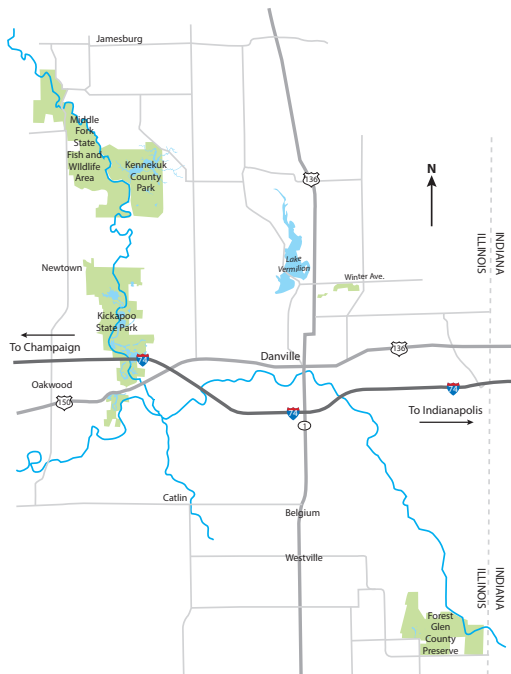 Jamesburg
Middle
Fork
State
Fish and
WIldlife
Area
Kennekuk
County
Park
136
N
INDIANA
ILLINOIS
Lake
Vermilion
Winter Ave.
Newtown
Kickapoo
State Park
To Champaign
74
Danville
136
Oakwood
150
74
74
To Indianapolis
1
Catlin
Belgium
Westville
INDIANA
ILLINOIS
Forest
Glen
County
Preserve